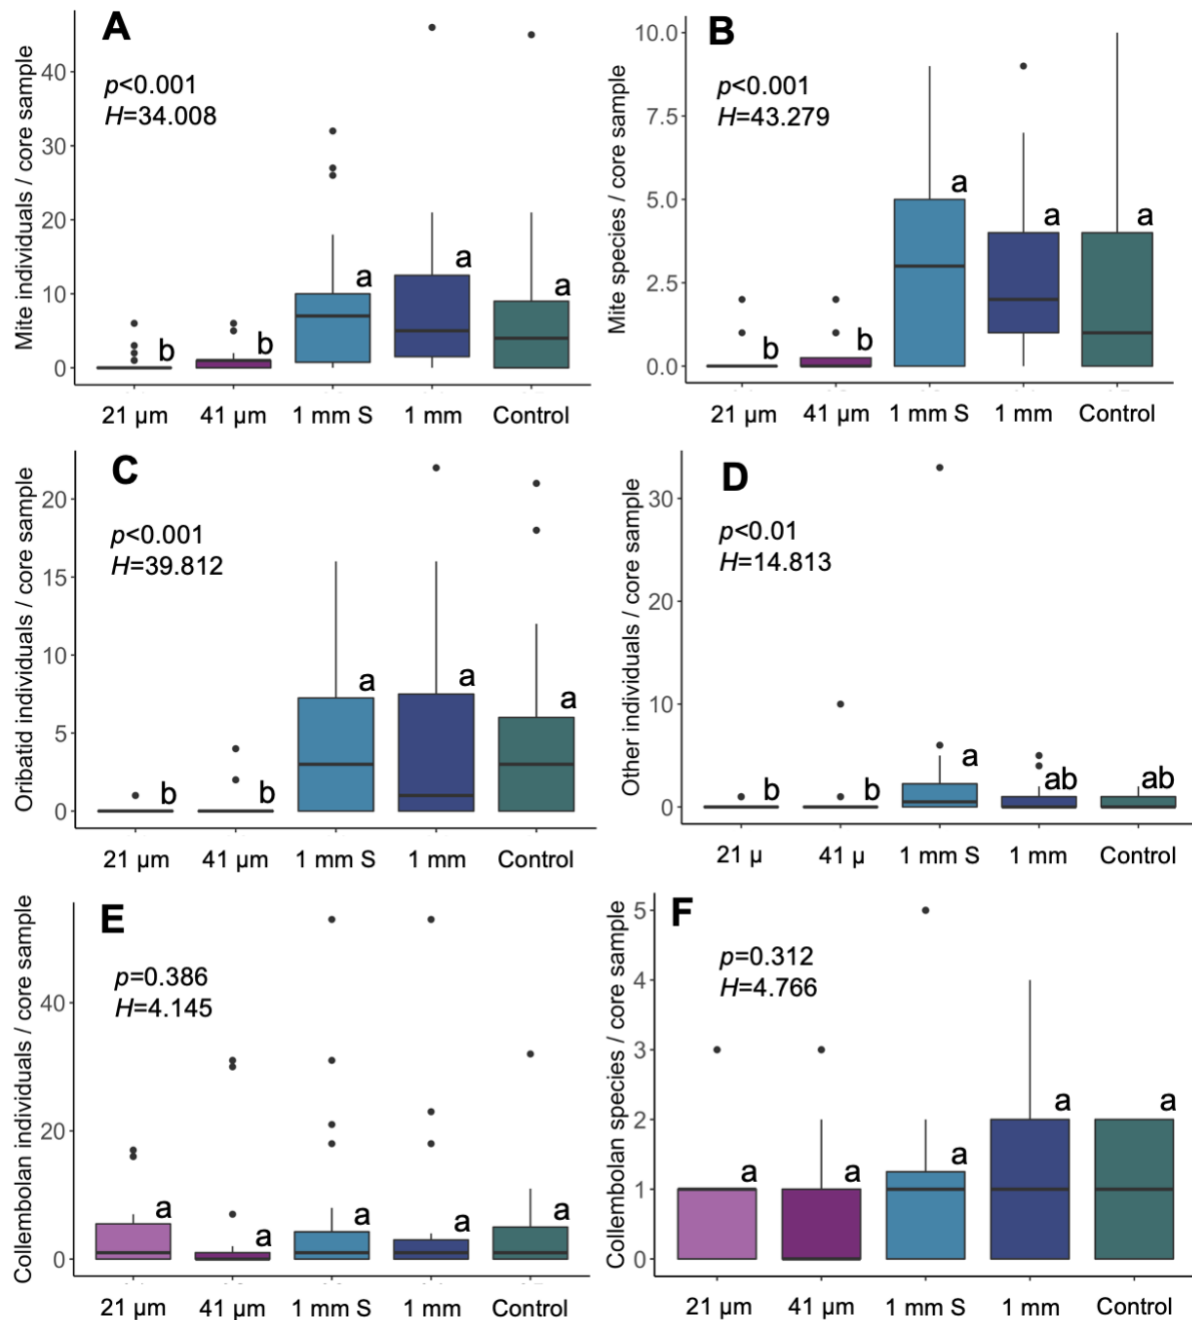 A
p<0.001
H=34.008
Mite individuals / core sample
40
30
20
10
0
b
b
a
a
a
21 µm
41 µm
1 mm S
1 mm
Control
B
p<0.001
H=43.279
Mite species / core sample
10.0
7.5
5.0
2.5
0.0
b
b
a
a
a
21 µm
41 µm
1 mm S
1 mm
Control
C
p<0.001
H=39.812
Oribatid individuals / core sample
20
15
10
5
0
b
b
a
a
a
21 µm
41 µm
1 mm S
1 mm
Control
D
p<0.01
H=14.813
Other individuals / core sample
30
20
10
0
b
b
a
ab
ab
21 µ
41 µ
1 mm S
1 mm
Control
E
p=0.386
H=4.145
Collembolan individuals / core sample
40
20
0
a
a
a
a
a
21 µm
41 µm
1 mm S
1 mm
Control
F
p=0.312
H=4.766
Collembolan species / core sample
5
4
3
2
1
0
a
a
a
a
a
21 µm
41 µm
1 mm S
1 mm
Control